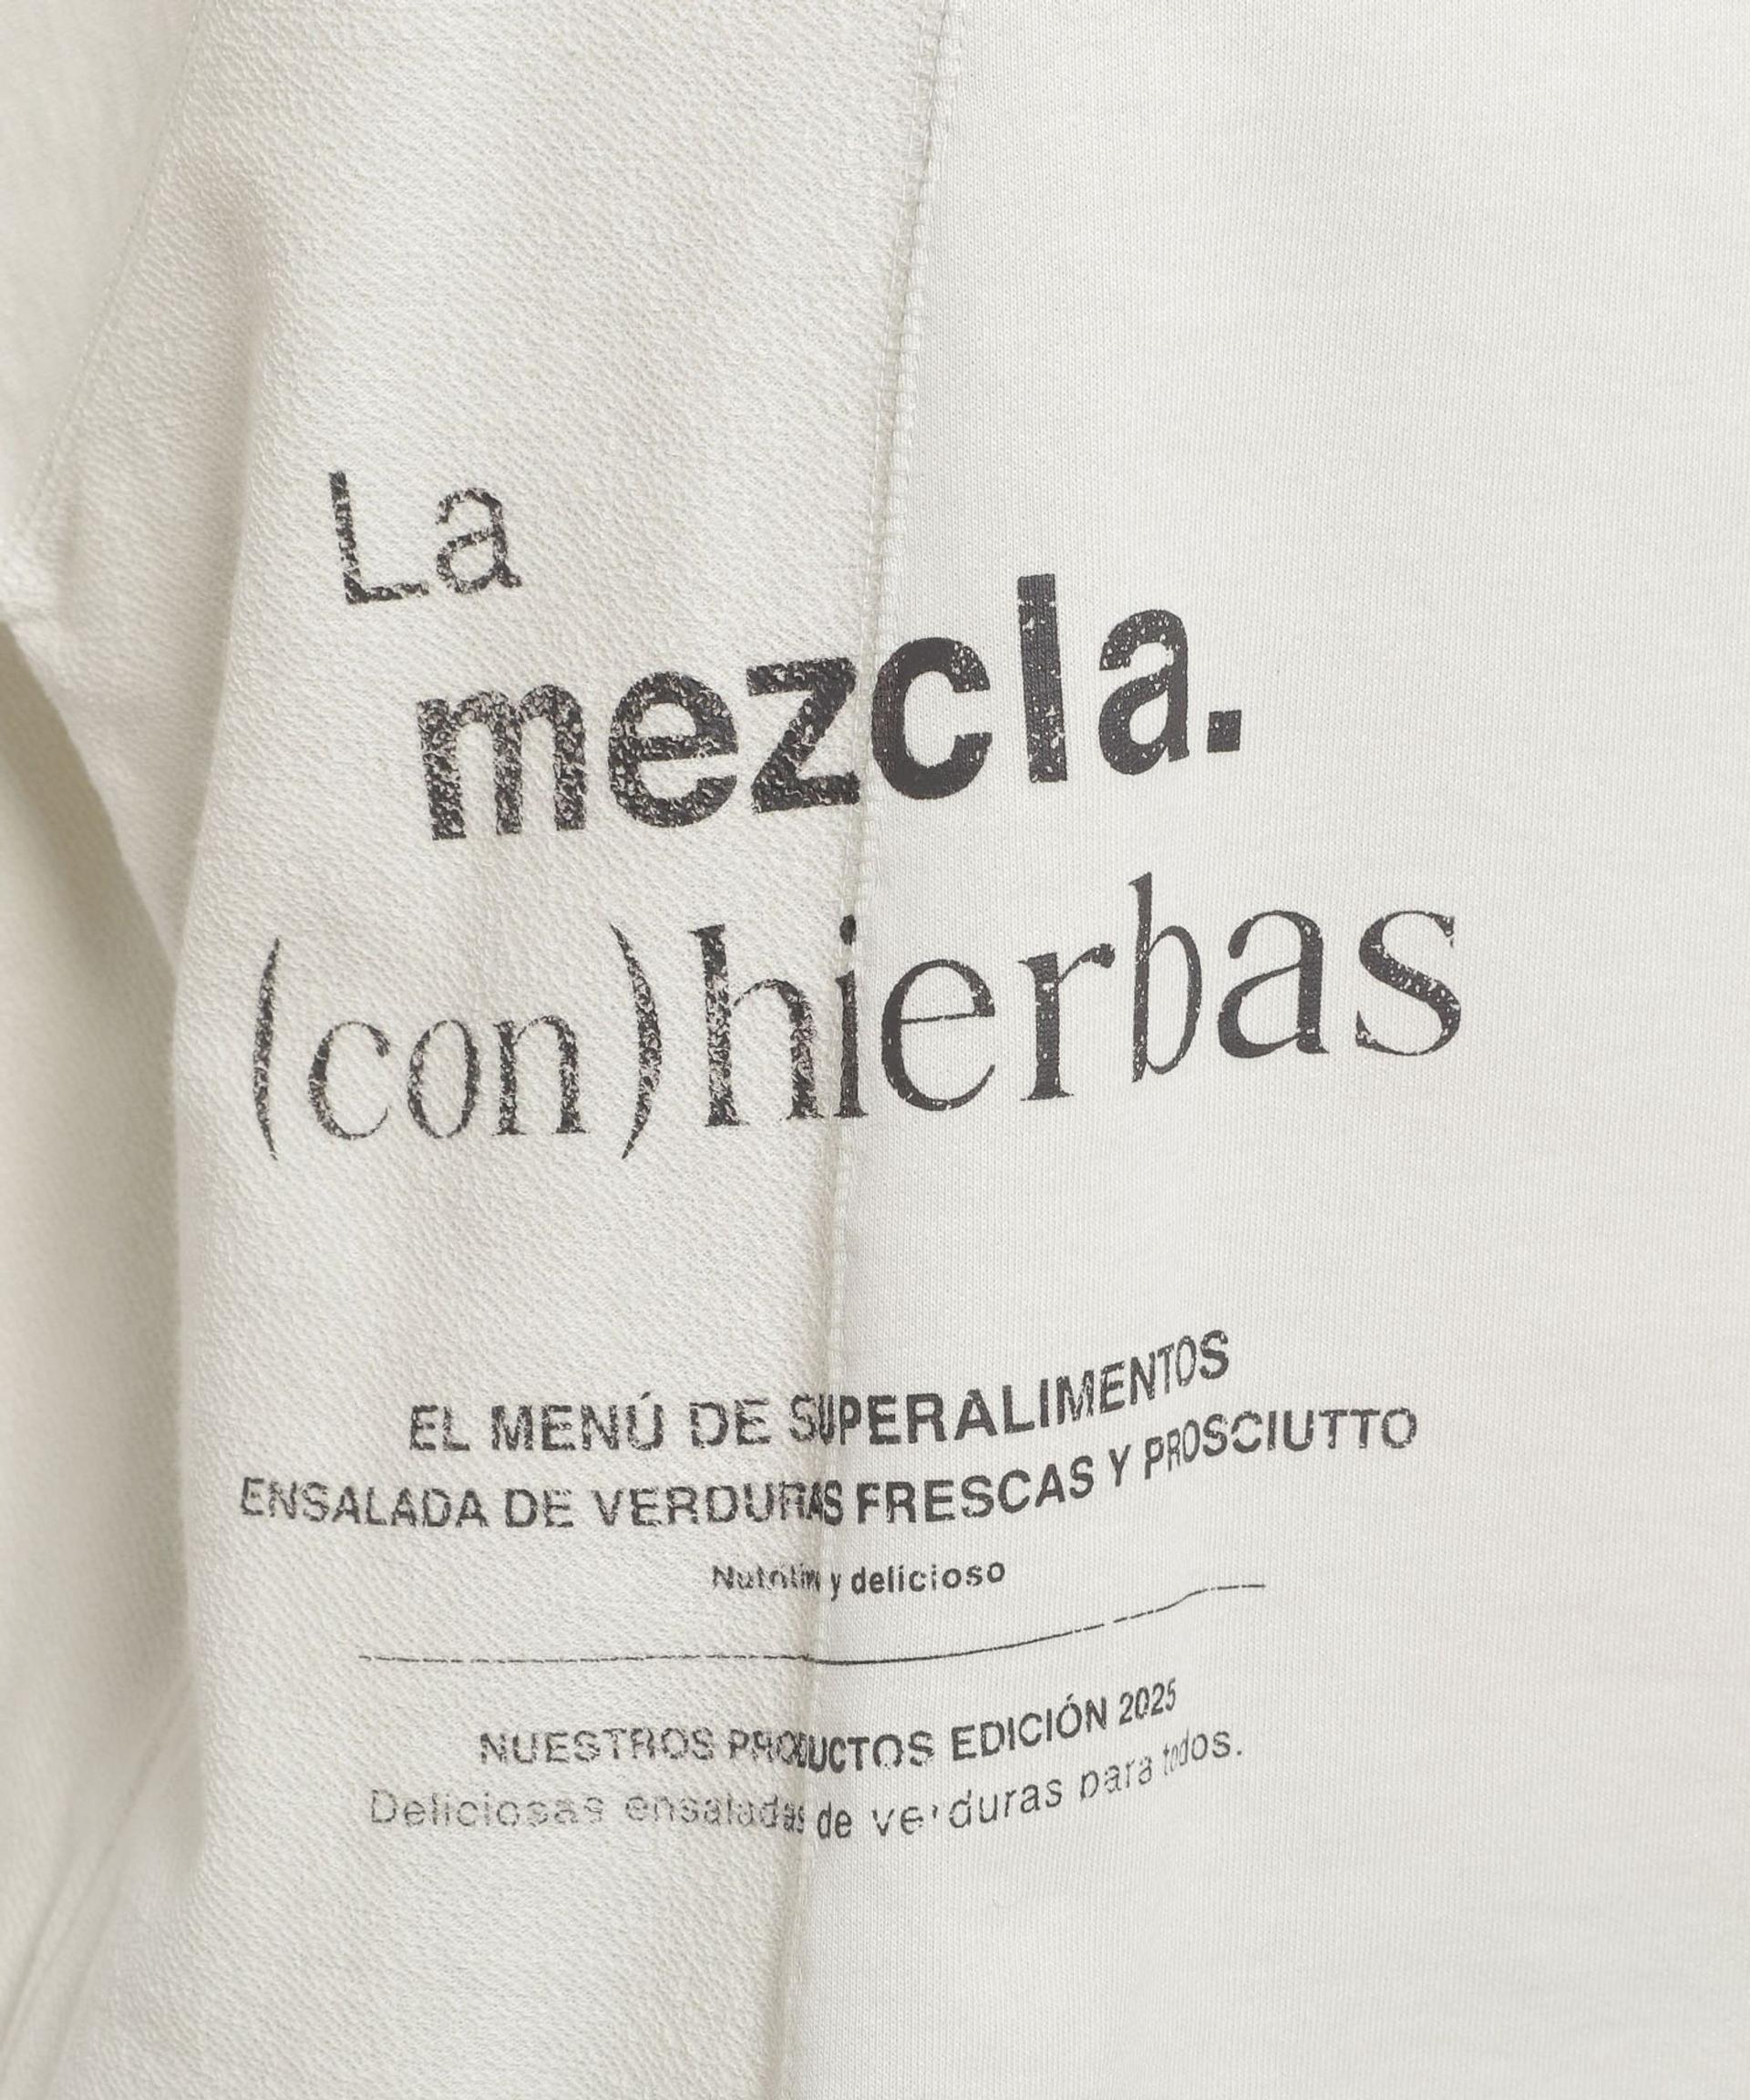 La
mezcla.
(con) hierbas
EL MENÚ DE SUPERALIMENTOS
ENSALADA DE VERDURAS FRESCAS Y PROSCIUTTO
y delicioso
NUESTROS PRODUCTOS EDICIÓN 2025
Deliciosas ensaladas de verduras para todos.